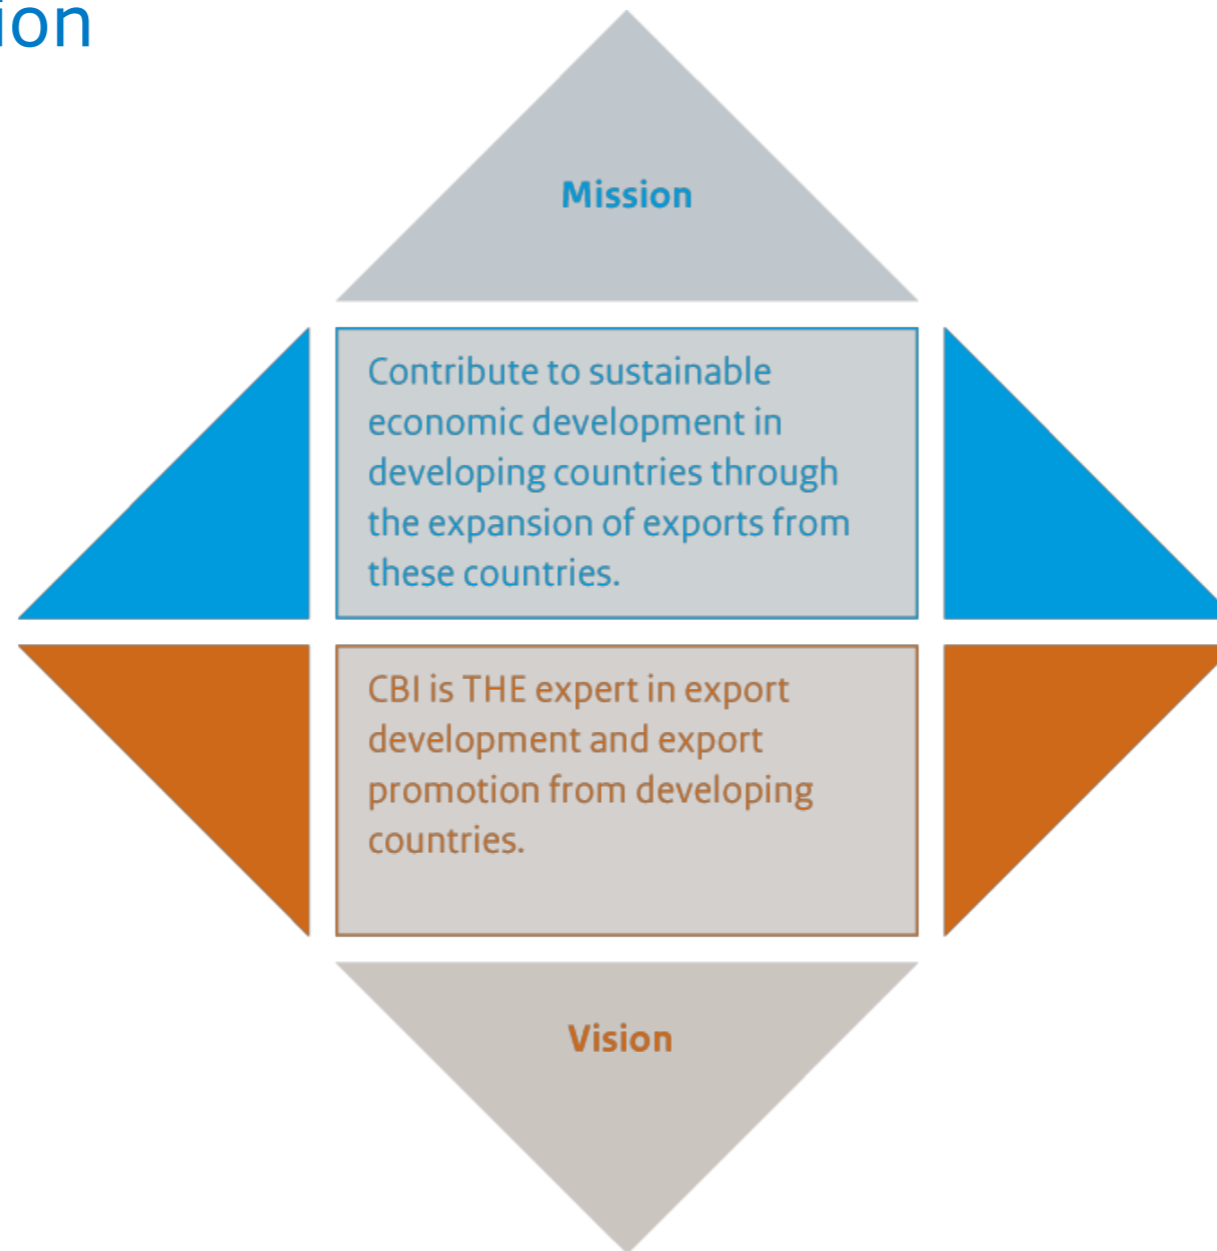 ion
Mission
Contribute to sustainable
economic development in
developing countries through
the expansion of exports from
these countries.
CBI is THE expert in export
development and export
promotion from developing
countries.
Vision